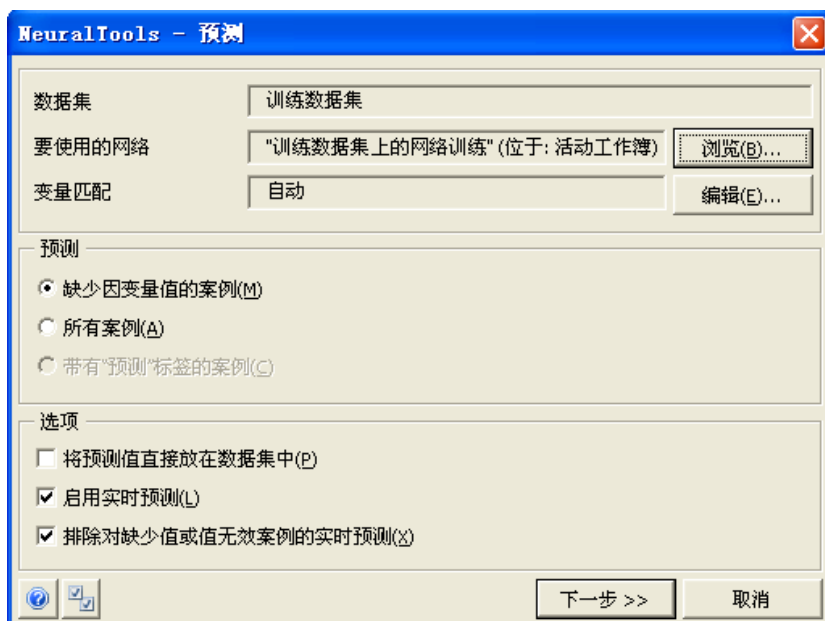 NeuralTools - 预测
数据集 训练数据集
要使用的网络 "训练数据集上的网络训练" (位于: 活动工作簿) 浏览(B)...
变量匹配 自动 编辑(E)...
预测
缺少因变量值的案例(M)
所有案例(A)
带有"预测"标签的案例(C)
选项
将预测值直接放在数据集中(P)
启用实时预测(L)
排除对缺少值或值无效案例的实时预测(X)
下一步 >> 取消